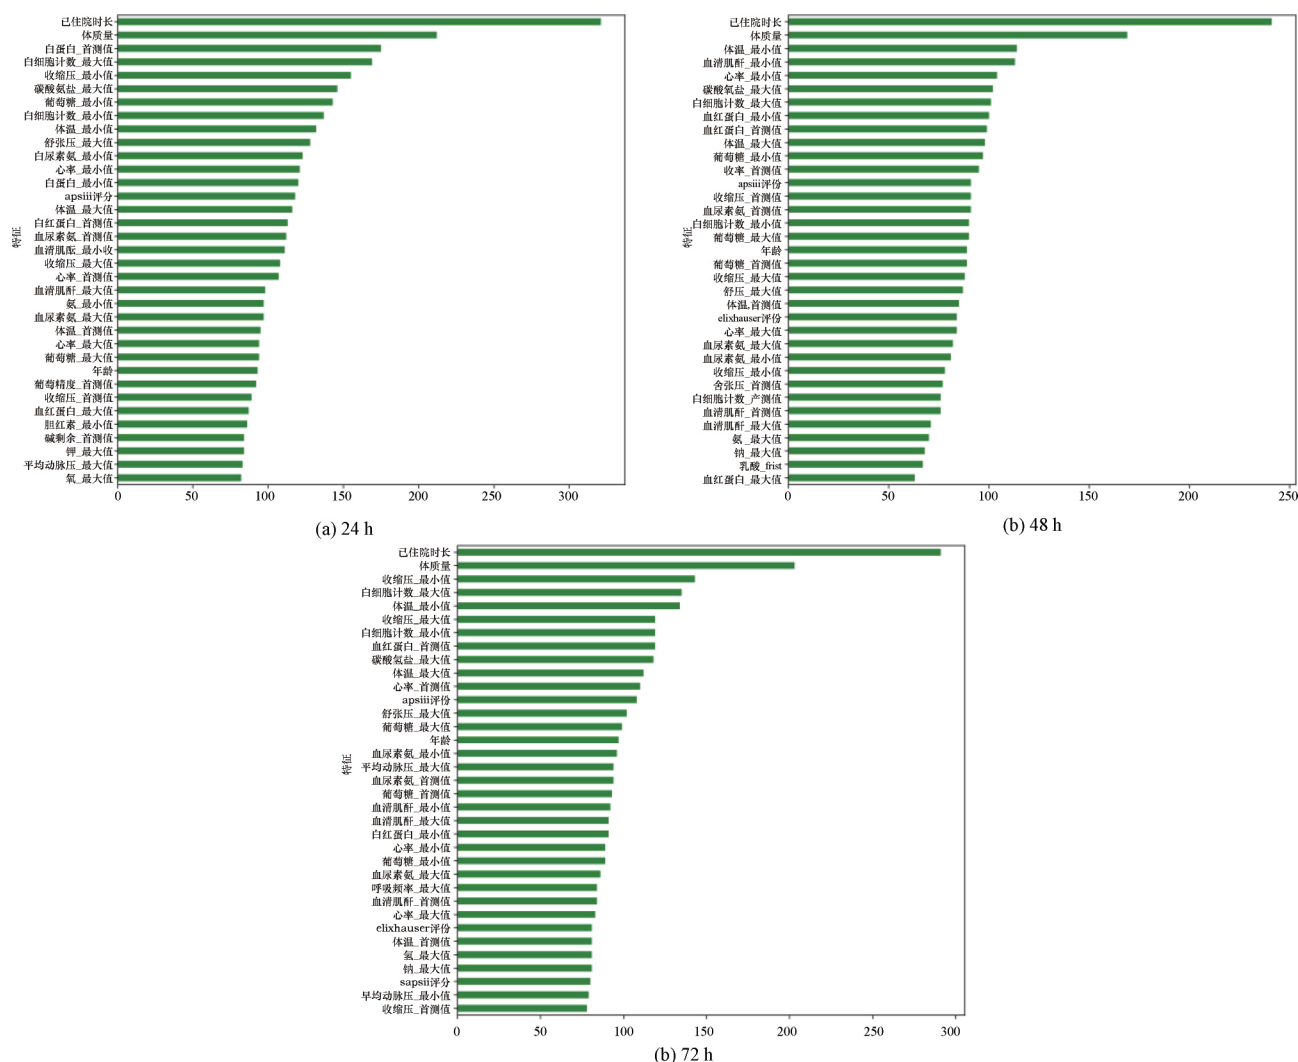 已住院时长
体质量
白蛋白_首测值
白细胞计数_最大值
收缩压_最小值
碳酸氨盐_最大值
葡萄糖_最小值
白细胞计数_最小值
体温_最小值
舒张压_最大值
白尿素氨_最小值
心率_最小值
白蛋白_最小值
apsiii评分
体温_最大值
白红蛋白_首测值
血尿素氨_首测值
血清肌酝_最小收
收缩压_最大值
心率_首测值
血清肌酐_最大值
氨_最小值
血尿素氨_最大值
体温_首测值
心率_最大值
葡萄糖_最大值
年龄
葡萄精度_首测值
收缩压_首测值
血红蛋白_最大值
胆红素_最小值
碱剩余_首测值
钾_最大值
平均动脉压_最大值
氧_最大值
特征
0 50 100 150 200 250 300
(a) 24 h
已住院时长
体质量
体温_最小值
血清肌酐_最小值
心率_最小值
碳酸氧盐_最大值
白细胞计数_最大值
血红蛋白_最小值
血红蛋白_首测值
体温_最大值
葡萄糖_最小值
收率_首测值
apsiii评份
收缩压_首测值
血尿素氨_首测值
白细胞计数_最小值
葡萄糖_最大值
年龄
葡萄糖_首测值
收缩压_最大值
舒压_最大值
体温,首测值
elixhauser评份
心率_最大值
血尿素氨_最大值
血尿素氨_最小值
收缩压_最小值
舍张压_首测值
白细胞计数_产测值
血清肌酐_首测值
血清肌酐_最大值
氨_最大值
钠_最大值
乳酸_frist
血红蛋白_最大值
特征
0 50 100 150 200 250
(b) 48 h
已住院时长
体质量
收缩压_最小值
白细胞计数_最大值
体温_最小值
收缩压_最大值
白细胞计数_最小值
血红蛋白_首测值
碳酸氢盐_最大值
体温_最大值
心率_首测值
apsiii评份
舒张压_最大值
葡萄糖_最大值
年龄
血尿素氨_最小值
平均动脉压_最大值
血尿素氨_首测值
葡萄糖_首测值
血清肌酐_最小值
血清肌酐_最大值
白红蛋白_最小值
心率_最小值
葡萄糖_最小值
血尿素氨_最大值
呼吸频率_最大值
血清肌酐_首测值
心率_最大值
elixhauser评份
体温_首测值
氢_最大值
钠_最大值
sapsii评分
早均动脉压_最小值
收缩压_首测值
特征
0 50 100 150 200 250 300
(b) 72 h